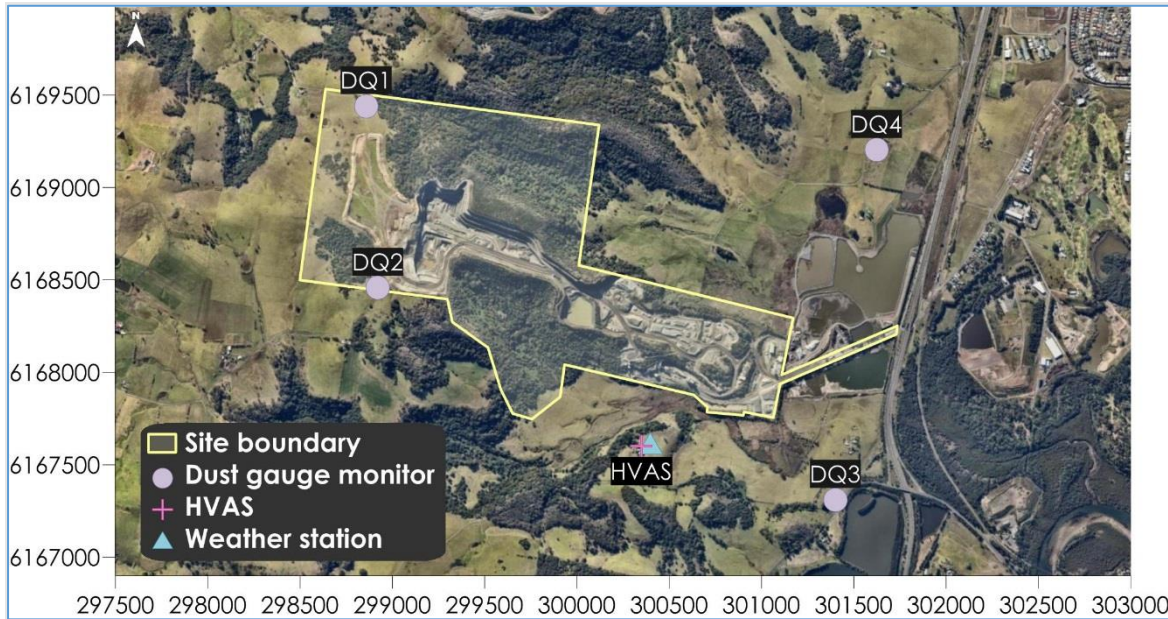 N
DQ1
6169500
DQ4
6169000
DQ2
6168500
6168000
Site boundary
Dust gauge monitor
HVAS
Weather station
HVAS
DQ3
6167500
6167000
297500 298000 298500 299000 299500 300000 300500 301000 301500 302000 302500 303000